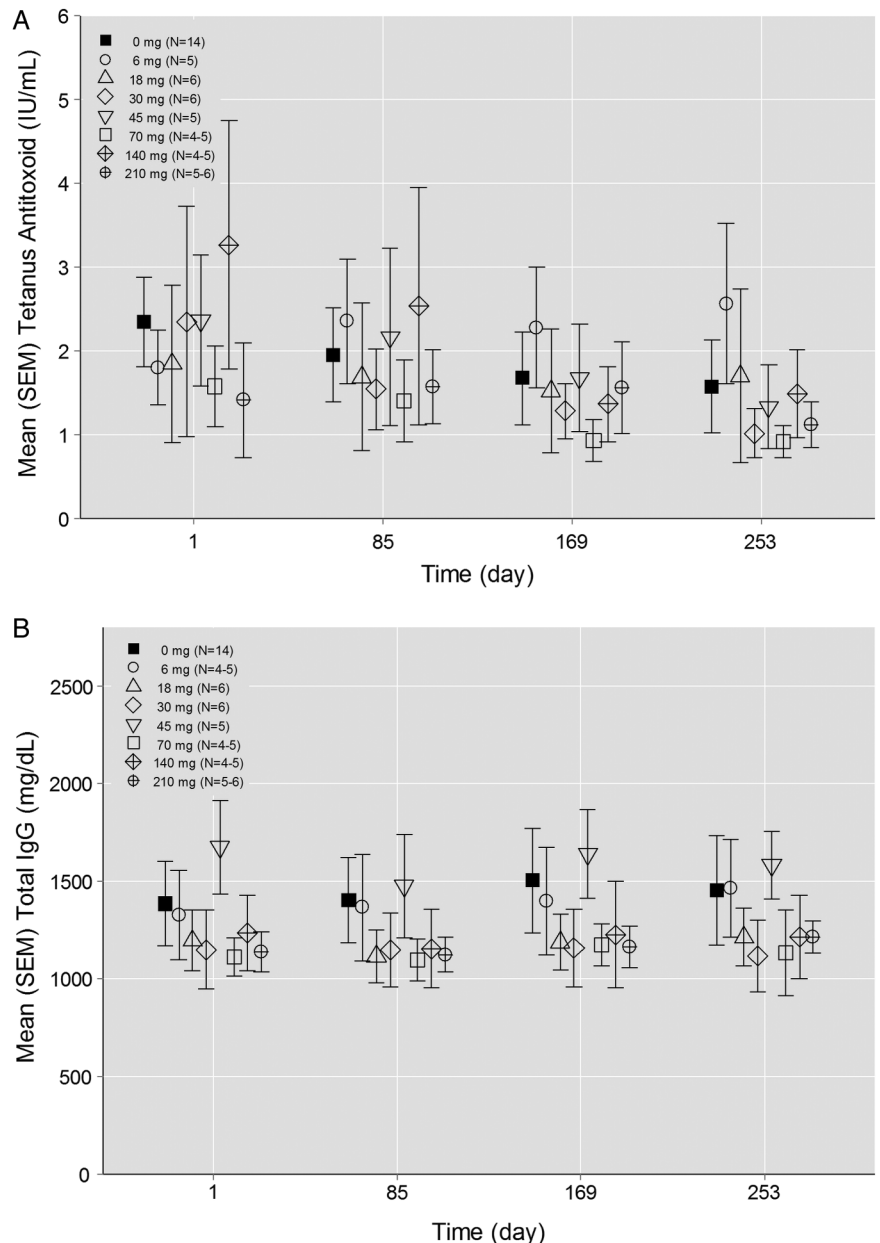 A
Mean (SEM) Tetanus Antitoxoid (IU/mL)
6
5
4
3
2
1
0
0 mg (N=14)
6 mg (N=5)
18 mg (N=6)
30 mg (N=6)
45 mg (N=5)
70 mg (N=4-5)
140 mg (N=4-5)
210 mg (N=5-6)
1 85 169 253
Time (day)
B
Mean (SEM) Total IgG (mg/dL)
2500
2000
1500
1000
500
0
0 mg (N=14)
6 mg (N=4-5)
18 mg (N=6)
30 mg (N=6)
45 mg (N=5)
70 mg (N=4-5)
140 mg (N=4-5)
210 mg (N=5-6)
1 85 169 253
Time (day)